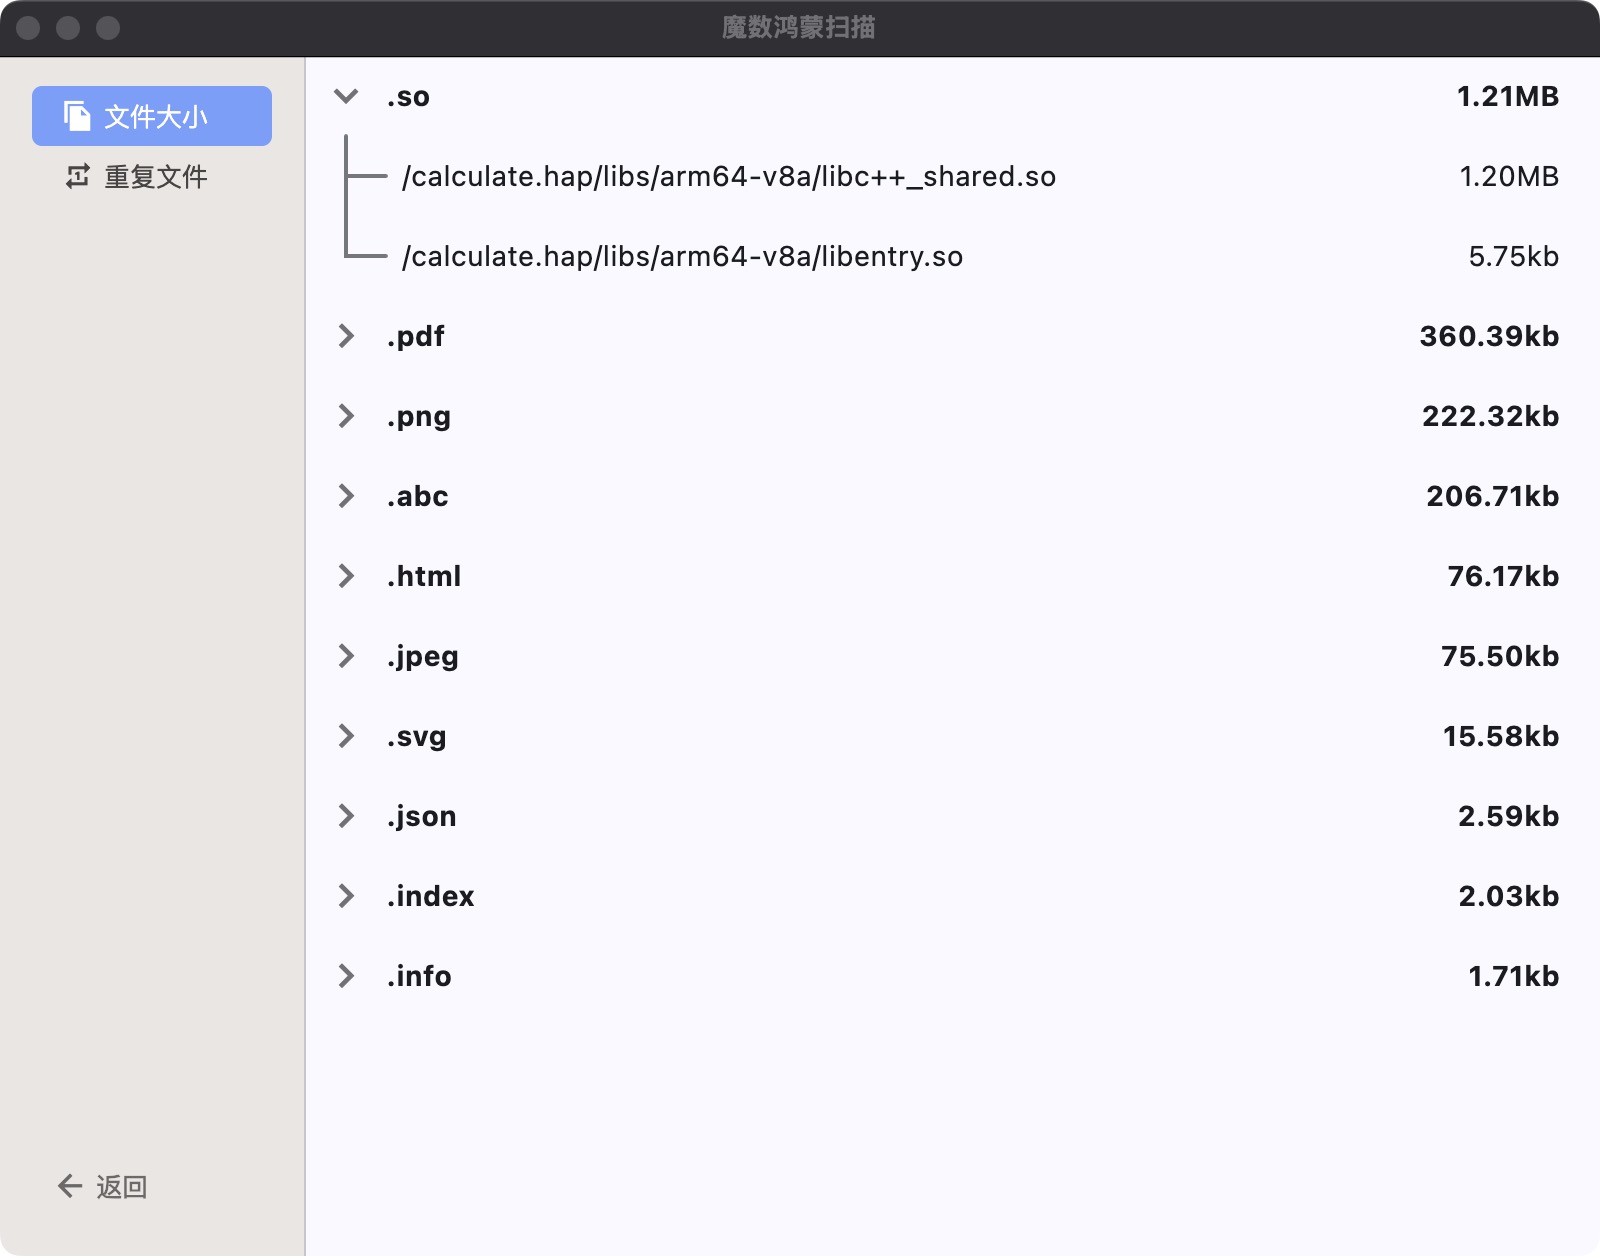 魔数鸿蒙扫描
文件大小
重复文件
.so 1.21MB
/calculate.hap/libs/arm64-v8a/libc++_shared.so 1.20MB
/calculate.hap/libs/arm64-v8a/libentry.so 5.75kb
.pdf 360.39kb
.png 222.32kb
.abc 206.71kb
.html 76.17kb
.jpeg 75.50kb
.svg 15.58kb
.json 2.59kb
.index 2.03kb
.info 1.71kb
返回